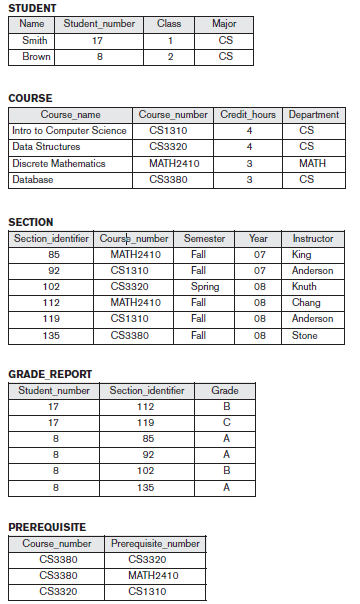 STUDENT
Name Student_number Class Major
Smith 17 1 CS
Brown 8 2 CS
COURSE
Course_name Course_number Credit_hours Department
Intro to Computer Science CS1310 4 CS
Data Structures CS3320 4 CS
Discrete Mathematics MATH2410 3 MATH
Database CS3380 3 CS
SECTION
Section_identifier Course_number Semester Year Instructor
85 MATH2410 Fall 07 King
92 CS1310 Fall 07 Anderson
102 CS3320 Spring 08 Knuth
112 MATH2410 Fall 08 Chang
119 CS1310 Fall 08 Anderson
135 CS3380 Fall 08 Stone
GRADE_REPORT
Student_number Section_identifier Grade
17 112 B
17 119 C
8 85 A
8 92 A
8 102 B
8 135 A
PREREQUISITE
Course_number Prerequisite_number
CS3380 CS3320
CS3380 MATH2410
CS3320 CS1310